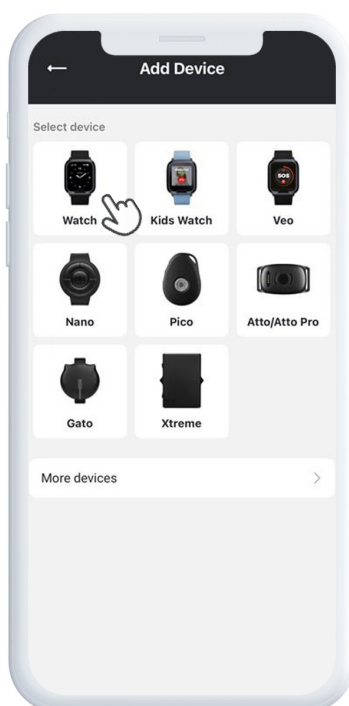 Add Device
Select device
Watch Kids Watch Veo
SOS
Nano Pico Atto/Atto Pro
Gato Xtreme
More devices